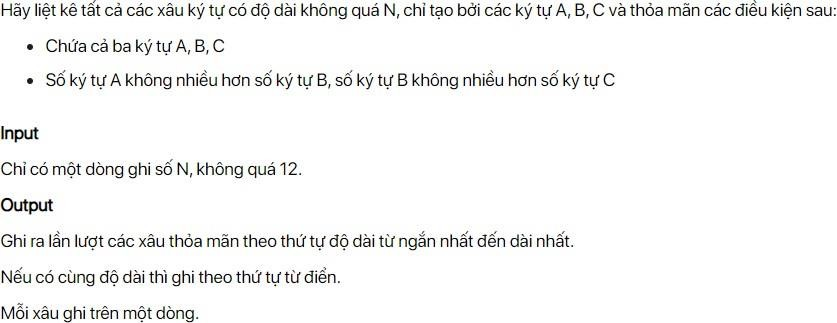 Hãy liệt kê tất cả các xâu ký tự có độ dài không quá N, chỉ tạo bởi các ký tự A, B, C và thỏa mãn các điều kiện sau:
• Chứa cả ba ký tự A, B, C
• Số ký tự A không nhiều hơn số ký tự B, số ký tự B không nhiều hơn số ký tự C
Input
Chỉ có một dòng ghi số N, không quá 12.
Output
Ghi ra lần lượt các xâu thỏa mãn theo thứ tự độ dài từ ngắn nhất đến dài nhất.
Nếu có cùng độ dài thì ghi theo thứ tự từ điển.
Mỗi xâu ghi trên một dòng.